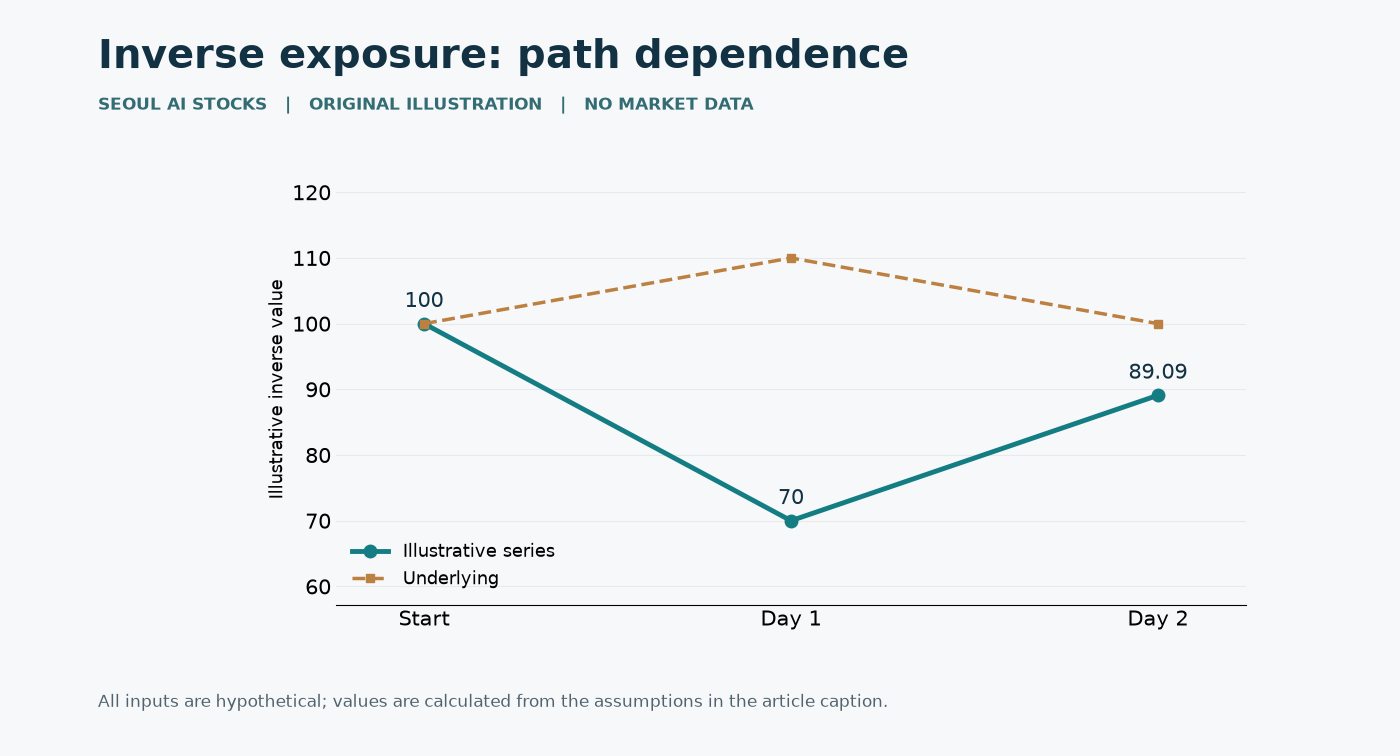 Inverse exposure: path dependence
SEOUL AI STOCKS | ORIGINAL ILLUSTRATION | NO MARKET DATA
Illustrative inverse value
120
110
100
90
80
70
60
100
70
89.09
Illustrative series
Underlying
Start
Day 1
Day 2
All inputs are hypothetical; values are calculated from the assumptions in the article caption.